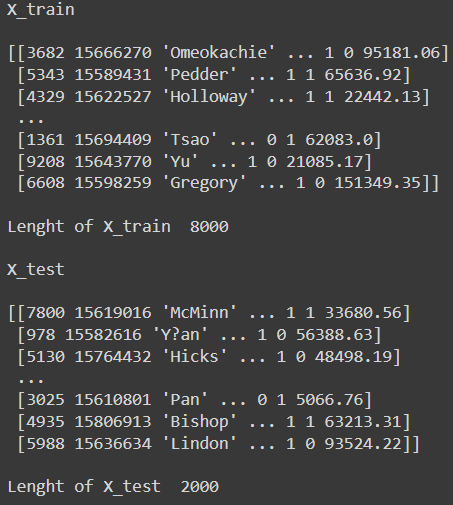 X_train
[[3682 15666270 'Omeokachie' ... 1 0 95181.06]
[5343 15589431 'Pedder' ... 1 1 65636.92]
[4329 15622527 'Holloway' ... 1 1 22442.13]
...
[1361 15694409 'Tsao' ... 0 1 62083.0]
[9208 15643770 'Yu' ... 1 0 21085.17]
[6608 15598259 'Gregory' ... 1 0 151349.35]]
Lenght of X_train  8000
X_test
[[7800 15619016 'McMinn' ... 1 1 33680.56]
[978 15582616 'Y?an' ... 1 0 56388.63]
[5130 15764432 'Hicks' ... 1 0 48498.19]
...
[3025 15610801 'Pan' ... 0 1 5066.76]
[4935 15806913 'Bishop' ... 1 1 63213.31]
[5988 15636634 'Lindon' ... 1 0 93524.22]]
Lenght of X_test  2000